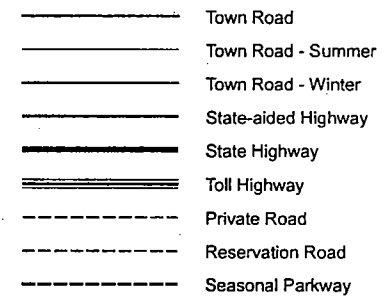 Town Road
Town Road - Summer
Town Road - Winter
State-aided Highway
State Highway
Toll Highway
Private Road
Reservation Road
Seasonal Parkway